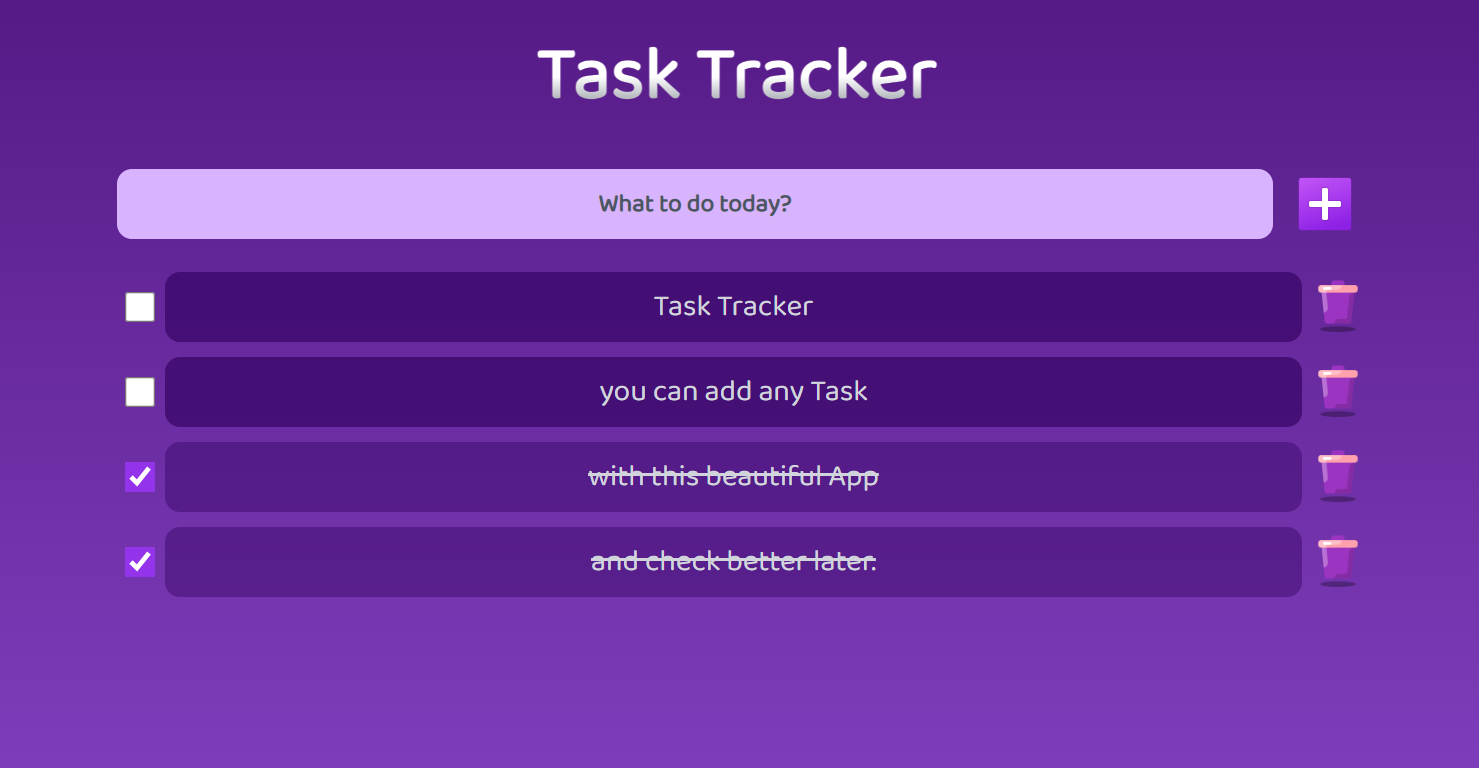 Task Tracker
What to do today?
Task Tracker
you can add any Task
with this beautiful App
and check better later.